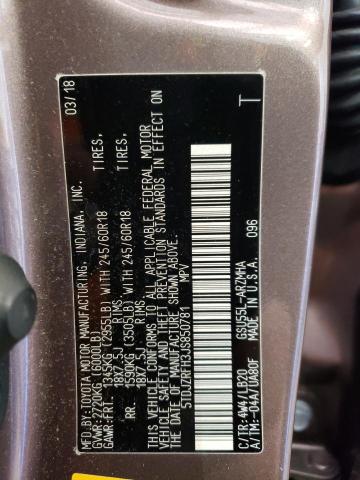 03/18
MFD.BY:TOYOTA MOTOR MANUFACTURING, INDIANA, INC.
GVWR:2720KG (6000LB)
GAWR:FRT. 1345KG (2955LB) WITH 245/60R18 TIRES,
18X7.5J RIMS
RR. 1590KG (3505LB) WITH 245/60R18 TIRES,
18X7.5J RIMS
THIS VEHICLE CONFORMS TO ALL APPLICABLE FEDERAL MOTOR
VEHICLE SAFETY, BUMPER, AND THEFT PREVENTION STANDARDS IN EFFECT ON
THE DATE OF MANUFACTURE SHOWN ABOVE.
5TDJZRFH3JS850781 MPV
T
GSU55L-ARZMHA
C/TR:4W4/LB20 MADE IN U.S.A. 096
A/TM:-04A/UA80F